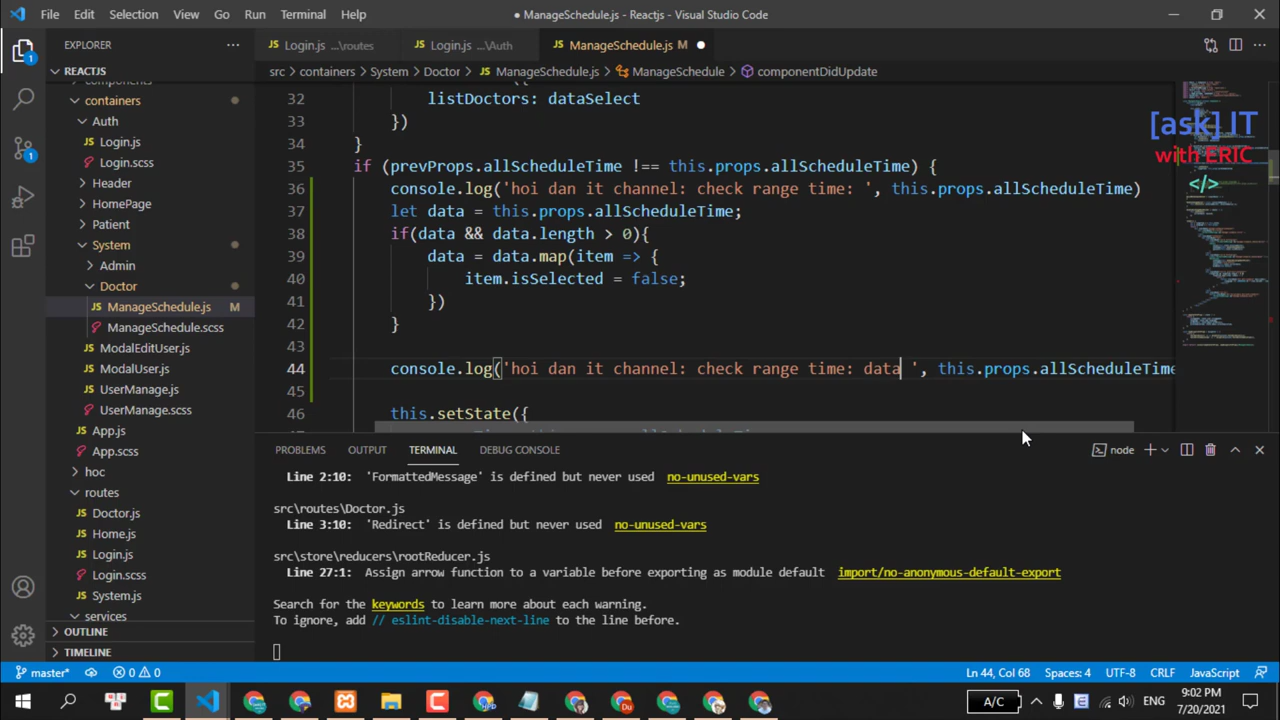 File Edit Selection View Go Run Terminal Help
● ManageSchedule.js - Reactjs - Visual Studio Code
EXPLORER
Login.js ...\routes
Login.js ...\Auth
ManageSchedule.js M
REACTJS
src > containers > System > Doctor > ManageSchedule.js > ManageSchedule > componentDidUpdate
containers
Auth
Login.js
Login.scss
Header
HomePage
Patient
System
Admin
Doctor
ManageSchedule.js M
ManageSchedule.scss
ModalEditUser.js
ModalUser.js
UserManage.js
UserManage.scss
App.js
App.scss
hoc
routes
Doctor.js
Home.js
Login.js
Login.scss
System.js
services
OUTLINE
TIMELINE
32 listDoctors: dataSelect
33 })
34 }
35 if (prevProps.allScheduleTime !== this.props.allScheduleTime) {
36 console.log('hoi dan it channel: check range time: ', this.props.allScheduleTime)
37 let data = this.props.allScheduleTime;
38 if(data && data.length > 0){
39 data = data.map(item => {
40 item.isSelected = false;
41 })
42 }
43
44 console.log('hoi dan it channel: check range time: data ', this.props.allScheduleTime
45
46 this.setState({
[ask] IT
with ERIC
</>
PROBLEMS OUTPUT TERMINAL DEBUG CONSOLE
node
Line 2:10: 'FormattedMessage' is defined but never used no-unused-vars
src\routes\Doctor.js
Line 3:10: 'Redirect' is defined but never used no-unused-vars
src\store\reducers\rootReducer.js
Line 27:1: Assign arrow function to a variable before exporting as module default import/no-anonymous-default-export
Search for the keywords to learn more about each warning.
To ignore, add // eslint-disable-next-line to the line before.
master* 0 0
Ln 44, Col 68 Spaces: 4 UTF-8 CRLF JavaScript
A/C
ENG
9:02 PM
7/20/2021